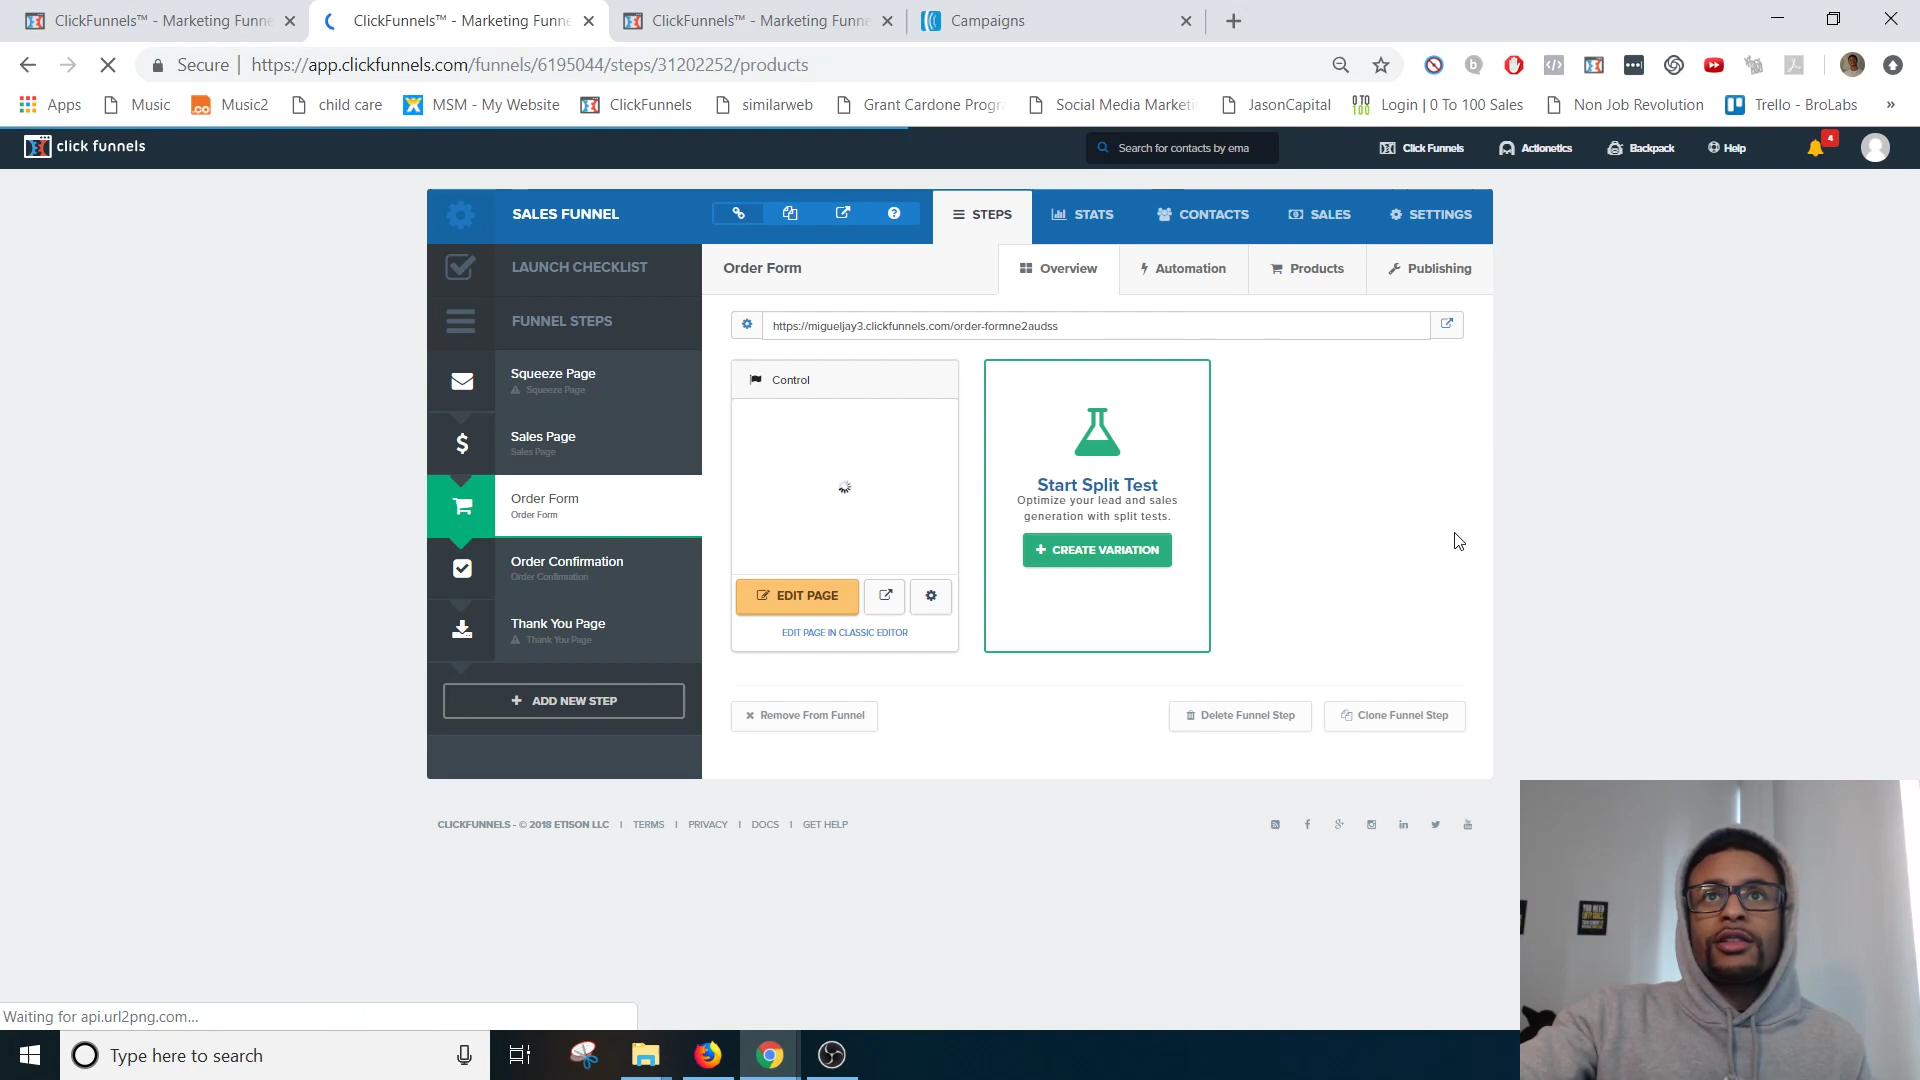 ClickFunnels™ - Marketing Funne
ClickFunnels™ - Marketing Funne
ClickFunnels™ - Marketing Funne
Campaigns
Secure
https://app.clickfunnels.com/funnels/6195044/steps/31202252/products
Apps
Music
Music2
child care
MSM - My Website
ClickFunnels
similarweb
Grant Cardone Progra
Social Media Marketi
JasonCapital
Login | 0 To 100 Sales
Non Job Revolution
Trello - BroLabs
»
click funnels
Search for contacts by ema
Click Funnels
Actionetics
Backpack
Help
4
SALES FUNNEL
STEPS
STATS
CONTACTS
SALES
SETTINGS
LAUNCH CHECKLIST
FUNNEL STEPS
Squeeze Page
Squeeze Page
Sales Page
Sales Page
Order Form
Order Form
Order Confirmation
Order Confirmation
Thank You Page
Thank You Page
+ ADD NEW STEP
Order Form
Overview
Automation
Products
Publishing
https://migueljay3.clickfunnels.com/order-formne2audss
Control
EDIT PAGE
EDIT PAGE IN CLASSIC EDITOR
Start Split Test
Optimize your lead and sales
generation with split tests.
+ CREATE VARIATION
Remove From Funnel
Delete Funnel Step
Clone Funnel Step
CLICKFUNNELS - © 2018 ETISON LLC | TERMS | PRIVACY | DOCS | GET HELP
Waiting for api.url2png.com...
Type here to search